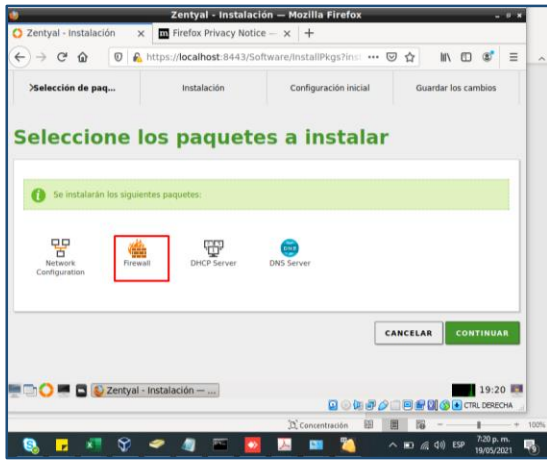 Zentyal - Instalación — Mozilla Firefox
Zentyal - Instalación × m Firefox Privacy Notice — × +
https://localhost:8443/Software/InstallPkgs?ins
Selección de paq...
Instalación
Configuración inicial
Guardar los cambios
Seleccione los paquetes a instalar
Se instalarán los siguientes paquetes:
Network Configuration
Firewall
DHCP Server
DNS Server
CANCELAR
CONTINUAR
Zentyal - Instalación — ...
19:20
CTRL DERECHA
Concentración
100%
ESP
7:20 p. m.
19/05/2021